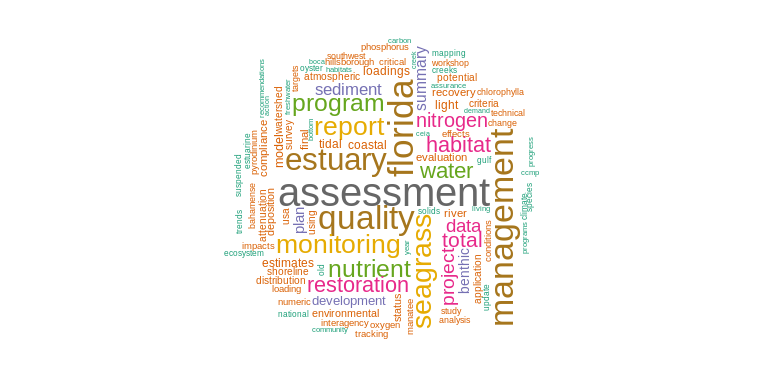 carbon
phosphorus
southwest
boca hillsborough critical
creek
summary
mapping
workshop
creeks
oyster habitats
atmospheric loadings
potential
assurance
recommendations
action
targets
freshwater
sediment
recovery chlorophylla
program
florida
light criteria
demand technical
nitrogen change
report
bottom
watershed
model
survey
final
compliance
pyrodinium
estuarine
suspended
tidal coastal
ceia effects
habitat
management
progress
estuary
evaluation gulf
water
ccmp
assessment
species
climate
programs
bahamense
trends
attenuation
deposition
usa
plan
using
quality
solids river living
seagrass
data
total
conditions
impacts
monitoring
year
ecosystem
estimates
shoreline
old
nutrient
project
benthic
application
update
distribution
restoration
loading
numeric development
status
manatee
national environmental
study
interagency oxygen
analysis
community tracking